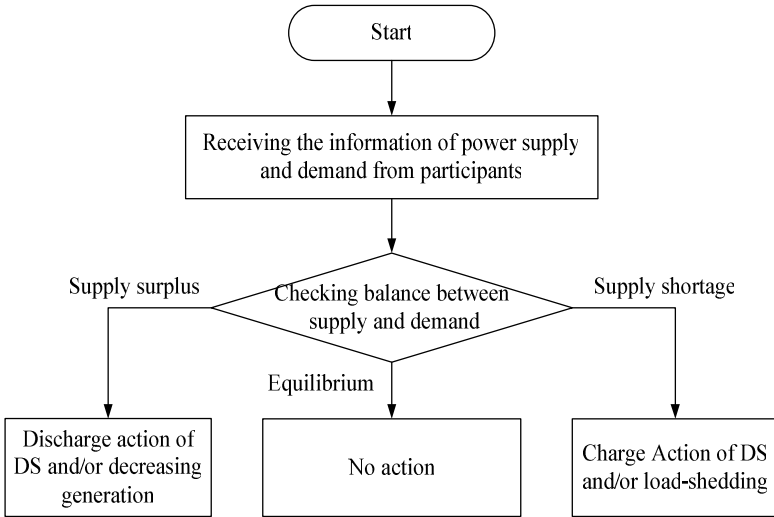 Start
Receiving the information of power supply
and demand from participants
Supply surplus
Checking balance between
supply and demand
Supply shortage
Equilibrium
Discharge action of
DS and/or decreasing
generation
No action
Charge Action of DS
and/or load-shedding